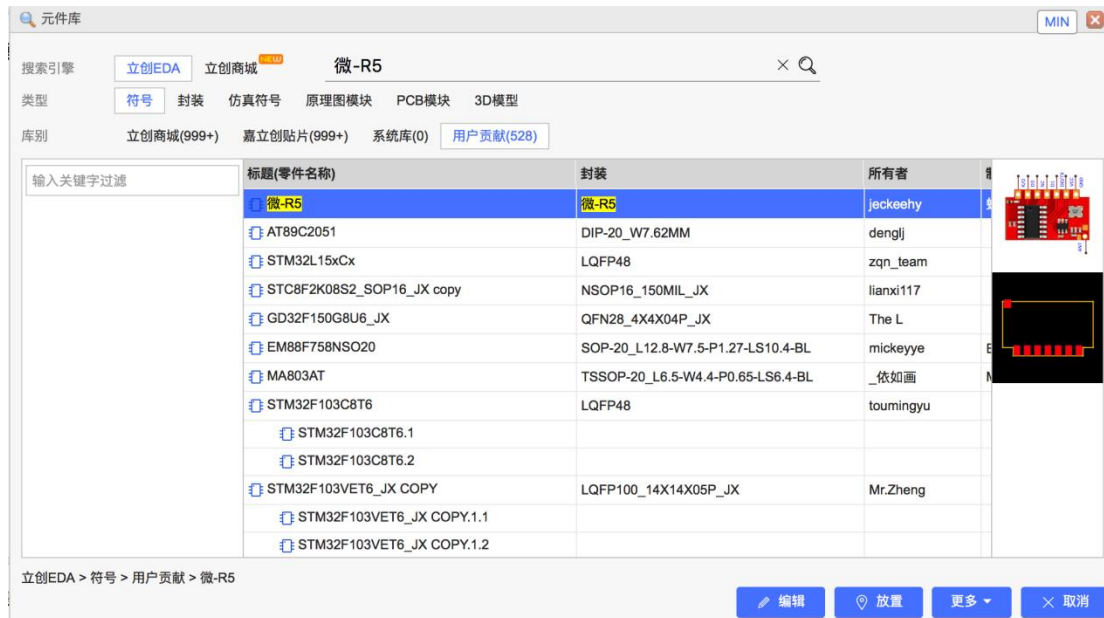 元件库 MIN
搜索引擎 立创EDA 立创商城 NEW 微-R5
类型 符号 封装 仿真符号 原理图模块 PCB模块 3D模型
库别 立创商城(999+) 嘉立创贴片(999+) 系统库(0) 用户贡献(528)
输入关键字过滤
标题(零件名称) 封装 所有者
微-R5 微-R5 jeckeehy
AT89C2051 DIP-20_W7.62MM denglj
STM32L15xCx LQFP48 zqn_team
STC8F2K08S2_SOP16_JX copy NSOP16_150MIL_JX lianxi117
GD32F150G8U6_JX QFN28_4X4X04P_JX The L
EM88F758NSO20 SOP-20_L12.8-W7.5-P1.27-LS10.4-BL mickeyye
MA803AT TSSOP-20_L6.5-W4.4-P0.65-LS6.4-BL _依如画
STM32F103C8T6 LQFP48 toumingyu
STM32F103C8T6.1
STM32F103C8T6.2
STM32F103VET6_JX COPY LQFP100_14X14X05P_JX Mr.Zheng
STM32F103VET6_JX COPY.1.1
STM32F103VET6_JX COPY.1.2
立创EDA > 符号 > 用户贡献 > 微-R5
编辑 放置 更多 取消